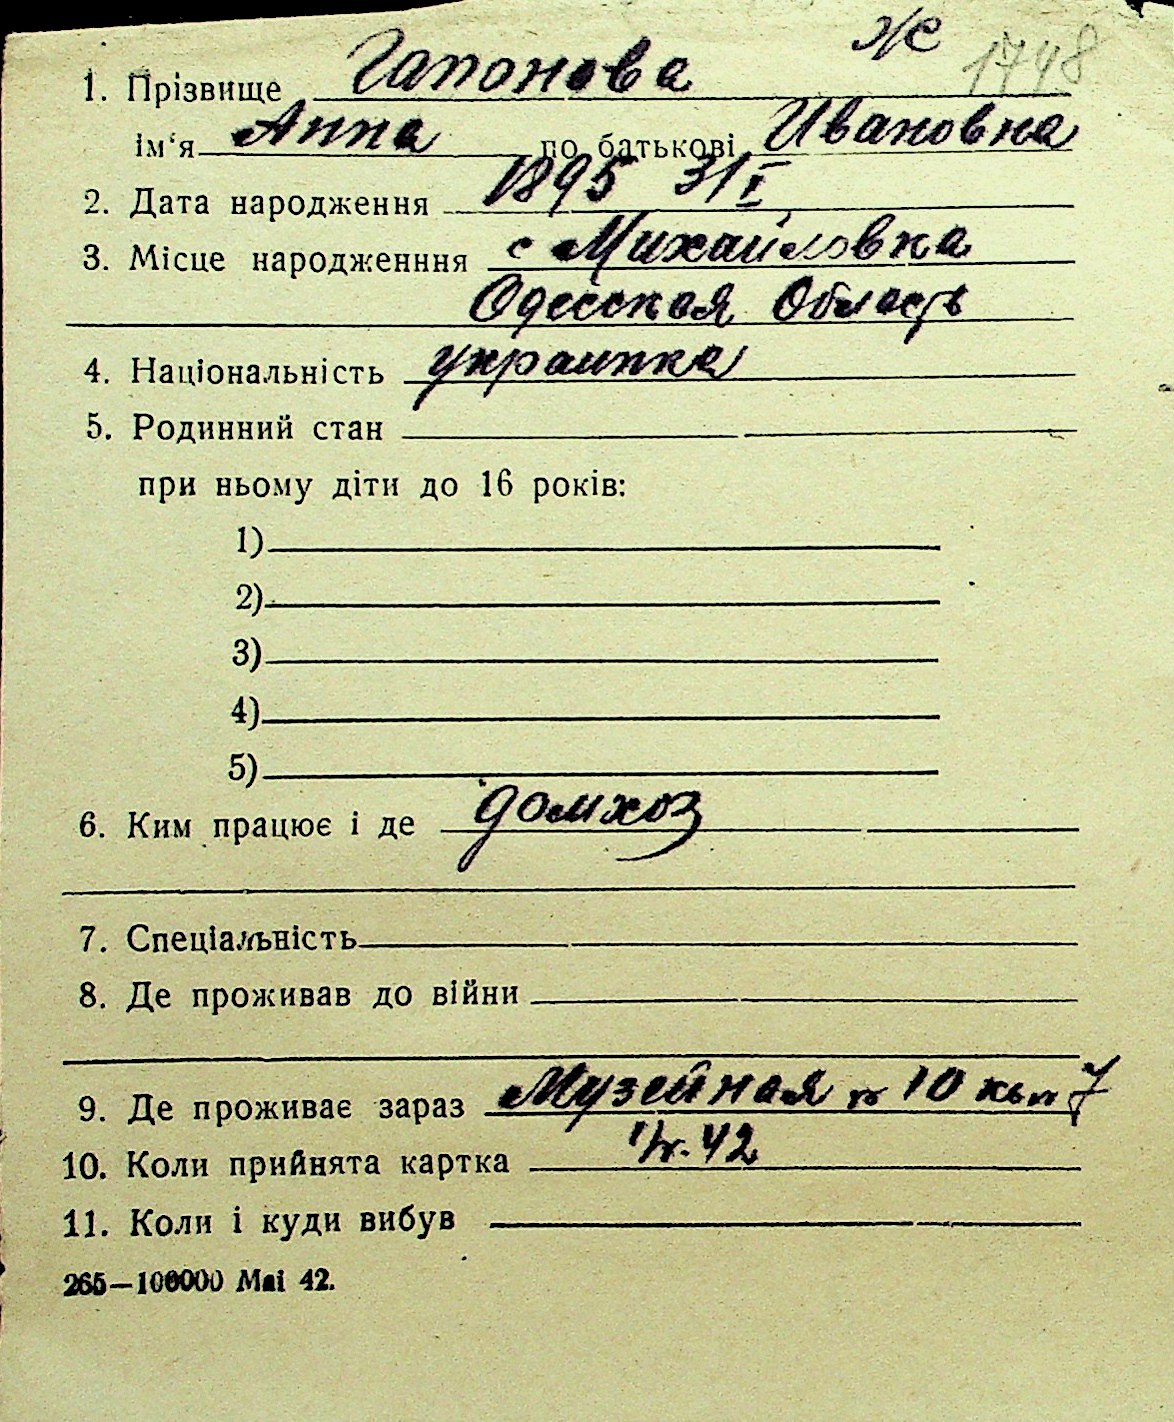 Ж 1748
1. Прізвище Гапонова
ім'я Анна по батькові Ивановна
2. Дата народження 1895 31/I
3. Місце народженння с Михайловка
Одесская Область
4. Національність украинка
5. Родинний стан
при ньому діти до 16 років:
1)
2)
3)
4)
5)
6. Ким працює і де домхоз
7. Спеціальність
8. Де проживав до війни
9. Де проживає зараз Музейная № 10 кв 7
10. Коли прийнята картка 42
11. Коли і куди вибув
265—100000 Mai 42.